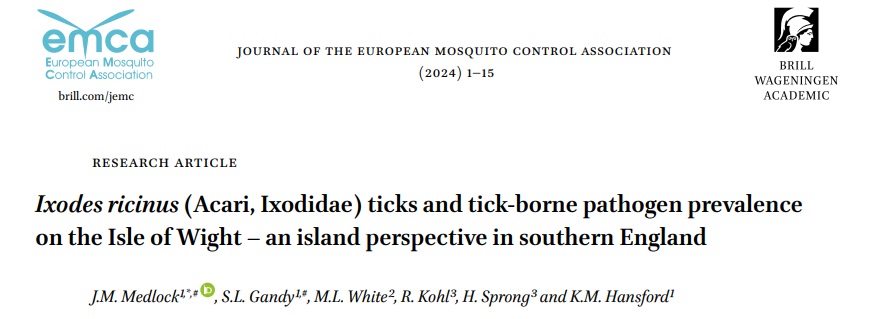 emca
European Mosquito
Control Association
brill.com/jemc
JOURNAL OF THE EUROPEAN MOSQUITO CONTROL ASSOCIATION
(2024) 1–15
BRILL
WAGENINGEN
ACADEMIC
RESEARCH ARTICLE
Ixodes ricinus (Acari, Ixodidae) ticks and tick-borne pathogen prevalence
on the Isle of Wight – an island perspective in southern England
J.M. Medlock1,*,# iD, S.L. Gandy1,#, M.L. White2, R. Kohl3, H. Sprong3 and K.M. Hansford1